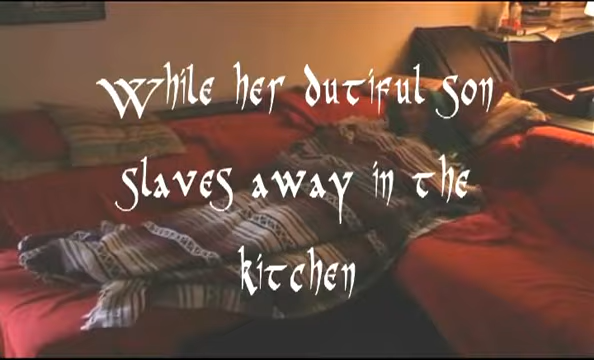 While her dutiful son
slaves away in the
kitchen